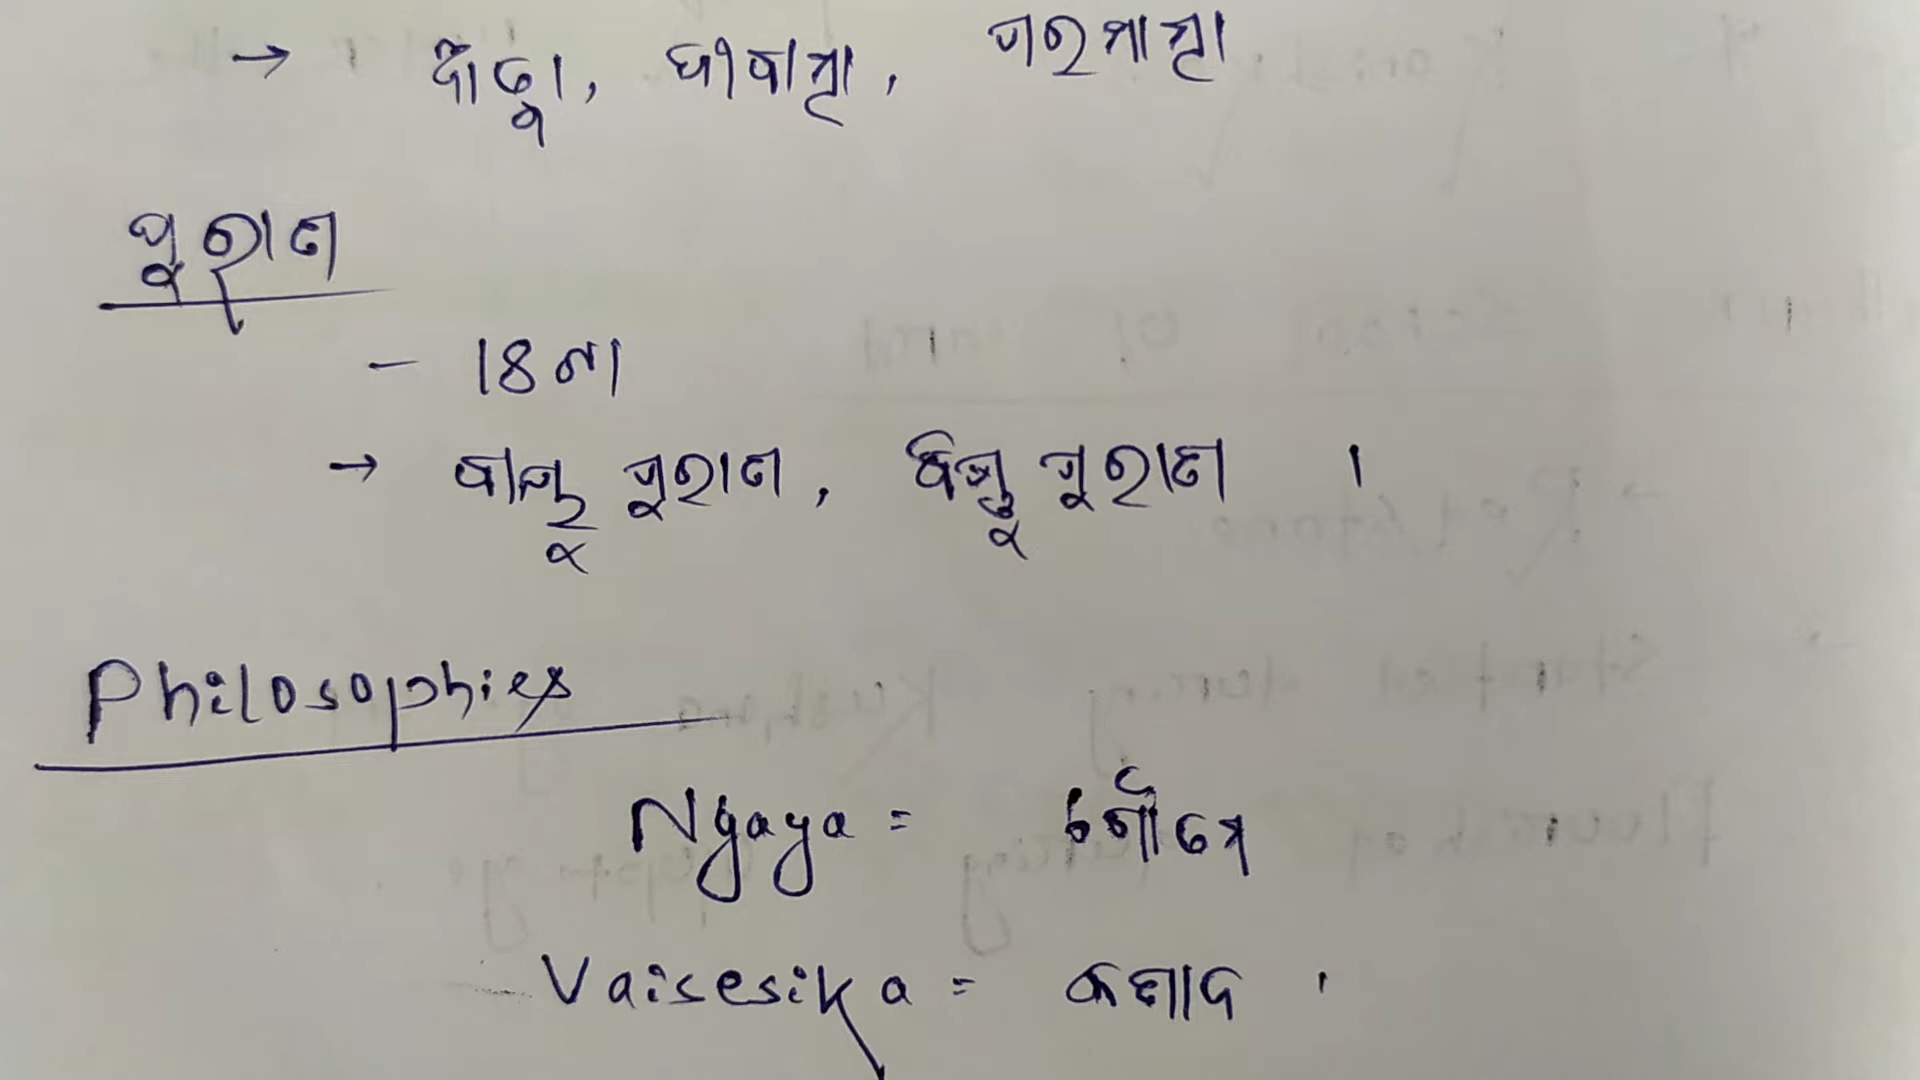 → ଆତ୍ମା, ଜୀବାତ୍ମା, ପରମାତ୍ମା
ପୁରାଣ
– 18ଟା
→ ବାୟୁ ପୁରାଣ, ବିଷ୍ଣୁ ପୁରାଣ ।
Philosophies
Nyaya = ଗୌତମ
Vaisesika = କଣାଦ ।